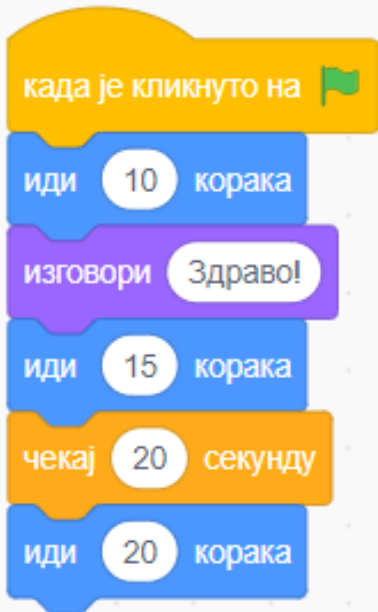 када је кликнуто на
иди 10 корака
изговори Здраво!
иди 15 корака
чекај 20 секунду
иди 20 корака